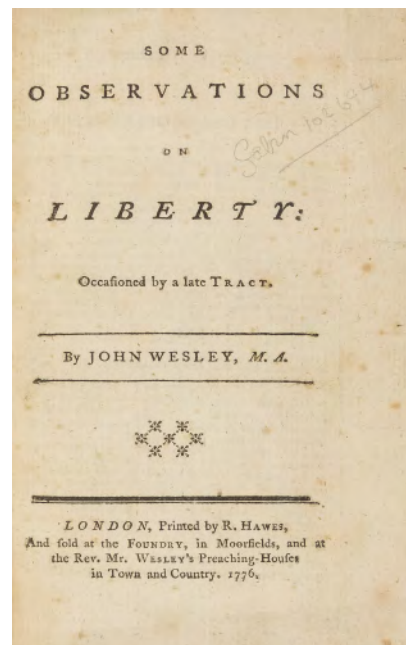 SOME
OBSERVATIONS
ON
LIBERTY:
Occaſioned by a late TRACT.
By JOHN WESLEY, M. A.
LONDON, Printed by R. HAWES,
And ſold at the FOUNDRY, in Moorfields, and at
the Rev. Mr. WESLEY's Preaching-Houſes
in Town and Country. 1776.